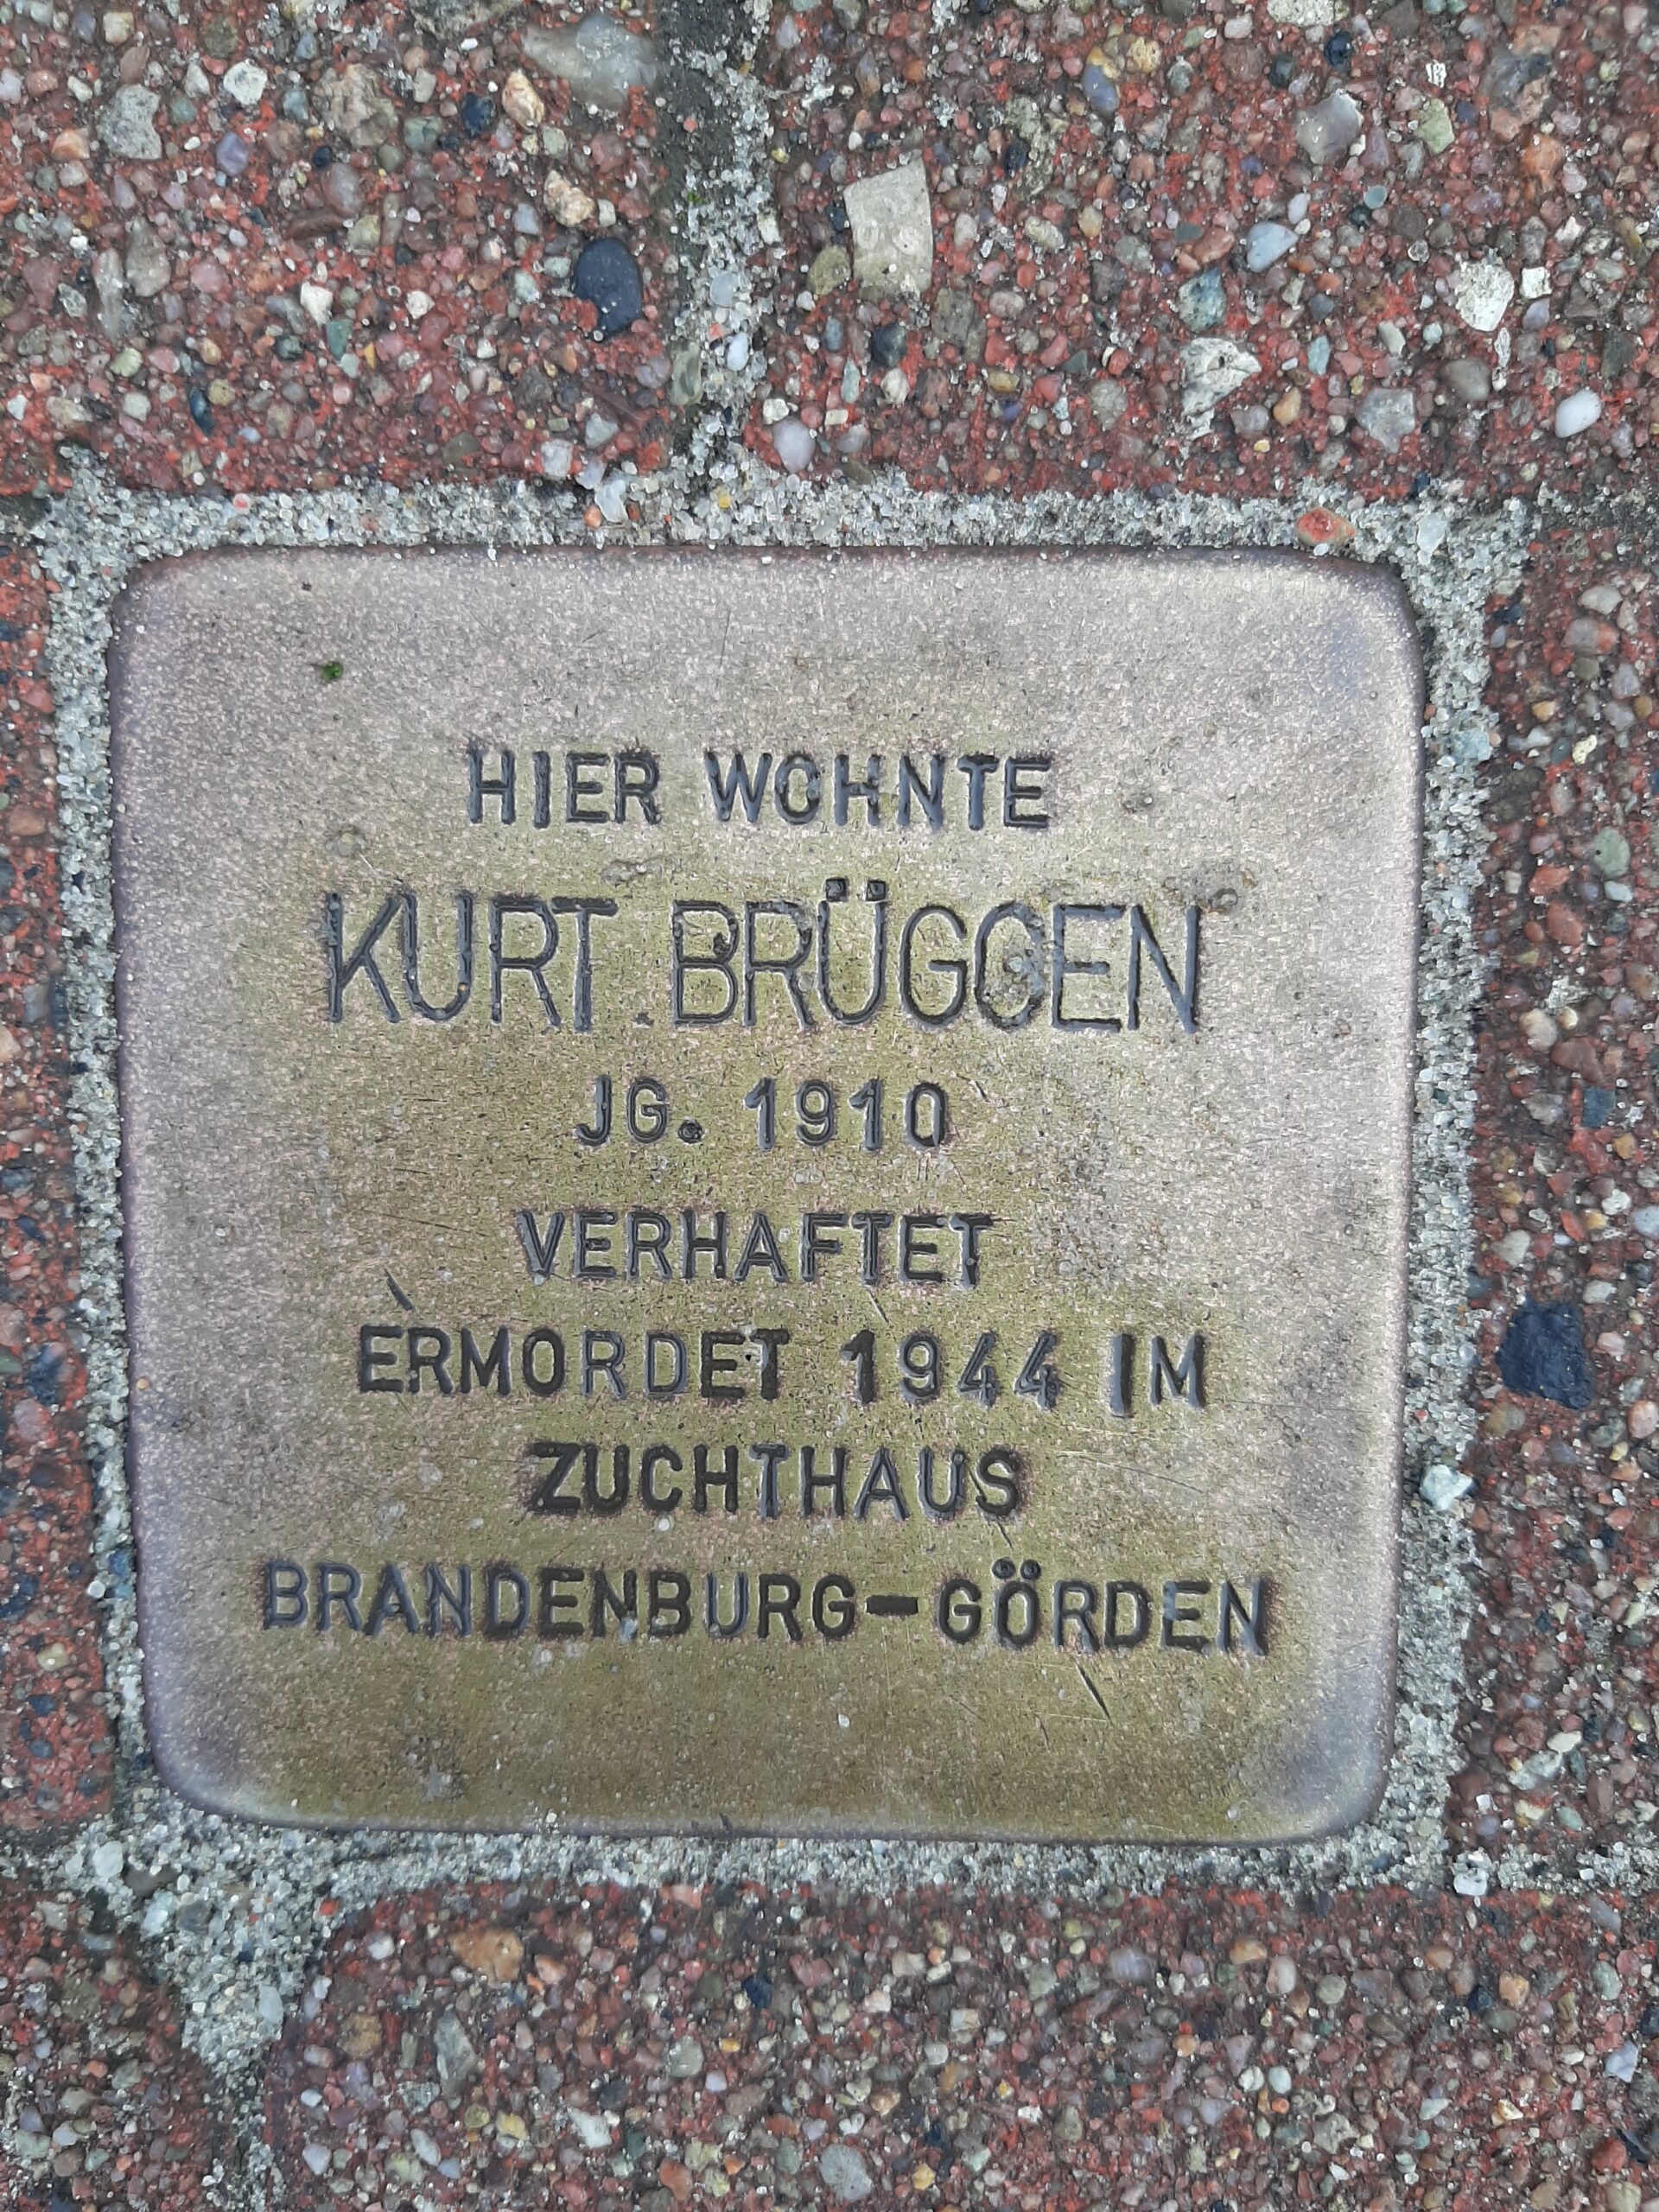 HIER WOHNTE
KURT BRÜGGEN
JG. 1910
VERHAFTET
ERMORDET 1944 IM
ZUCHTHAUS
BRANDENBURG-GÖRDEN